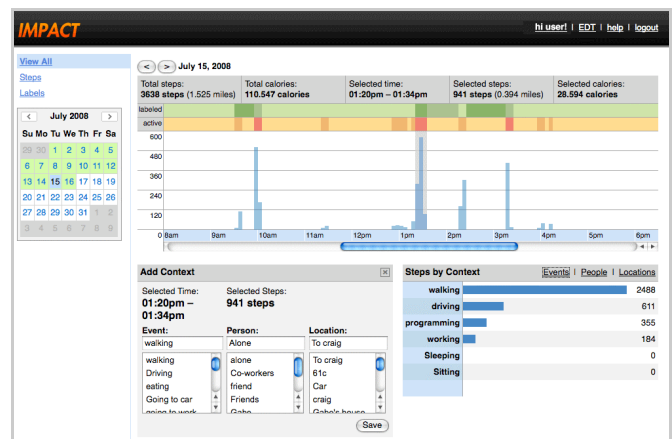 IMPACT
hi user! | EDT | help | logout
View All
Steps
Labels
< July 2008 >
Su Mo Tu We Th Fr Sa
29 30 1 2 3 4 5
6 7 8 9 10 11 12
13 14 15 16 17 18 19
20 21 22 23 24 25 26
27 28 29 30 31 1 2
3 4 5 6 7 8 9
< > July 15, 2008
Total steps:
3638 steps (1.525 miles)
Total calories:
110.547 calories
Selected time:
01:20pm – 01:34pm
Selected steps:
941 steps (0.394 miles)
Selected calories:
28.594 calories
labeled
active
600
480
360
240
120
0
8am 9am 10am 11am 12am 1pm 2pm 3pm 4pm 5pm 6pm
Add Context
Selected Time:
01:20pm –
01:34pm
Selected Steps:
941 steps
Event:
walking
walking
Driving
eating
Going to car
going to work
Person:
Alone
alone
Co-workers
friend
Friends
Gabe
Location:
To craig
To craig
61c
Car
craig
Gabe's house
Save
Steps by Context
Events | People | Locations
walking 2488
driving 611
programming 355
working 184
Sleeping 0
Sitting 0